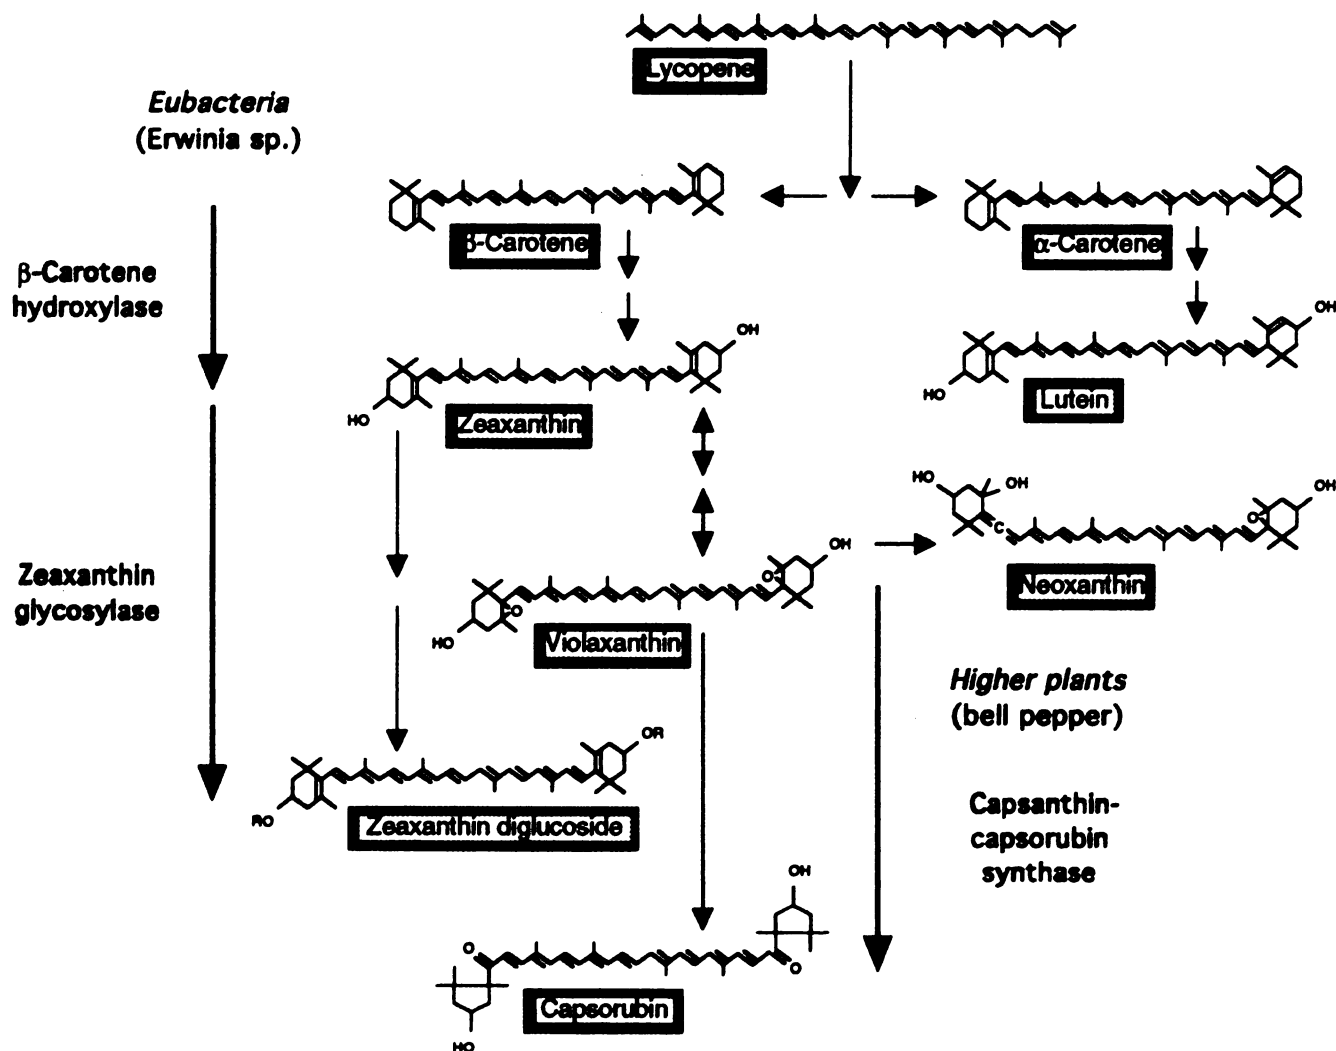 Lycopene
Eubacteria
(Erwinia sp.)
β-Carotene
α-Carotene
β-Carotene
hydroxylase
OH
HO
Zeaxanthin
OH
HO
Lutein
HO
OH
C
O
OH
Neoxanthin
Zeaxanthin
glycosylase
OH
O
O
HO
Violaxanthin
Higher plants
(bell pepper)
OR
RO
Zeaxanthin diglucoside
Capsanthin-
capsorubin
synthase
OH
O
O
HO
Capsorubin